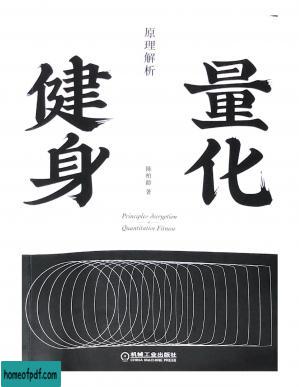 量化
健身
原理解析
陈柏龄 著
Principles decryption
of
Quantitative Fitness
机械工业出版社
CHINA MACHINE PRESS
homeofpdf.com